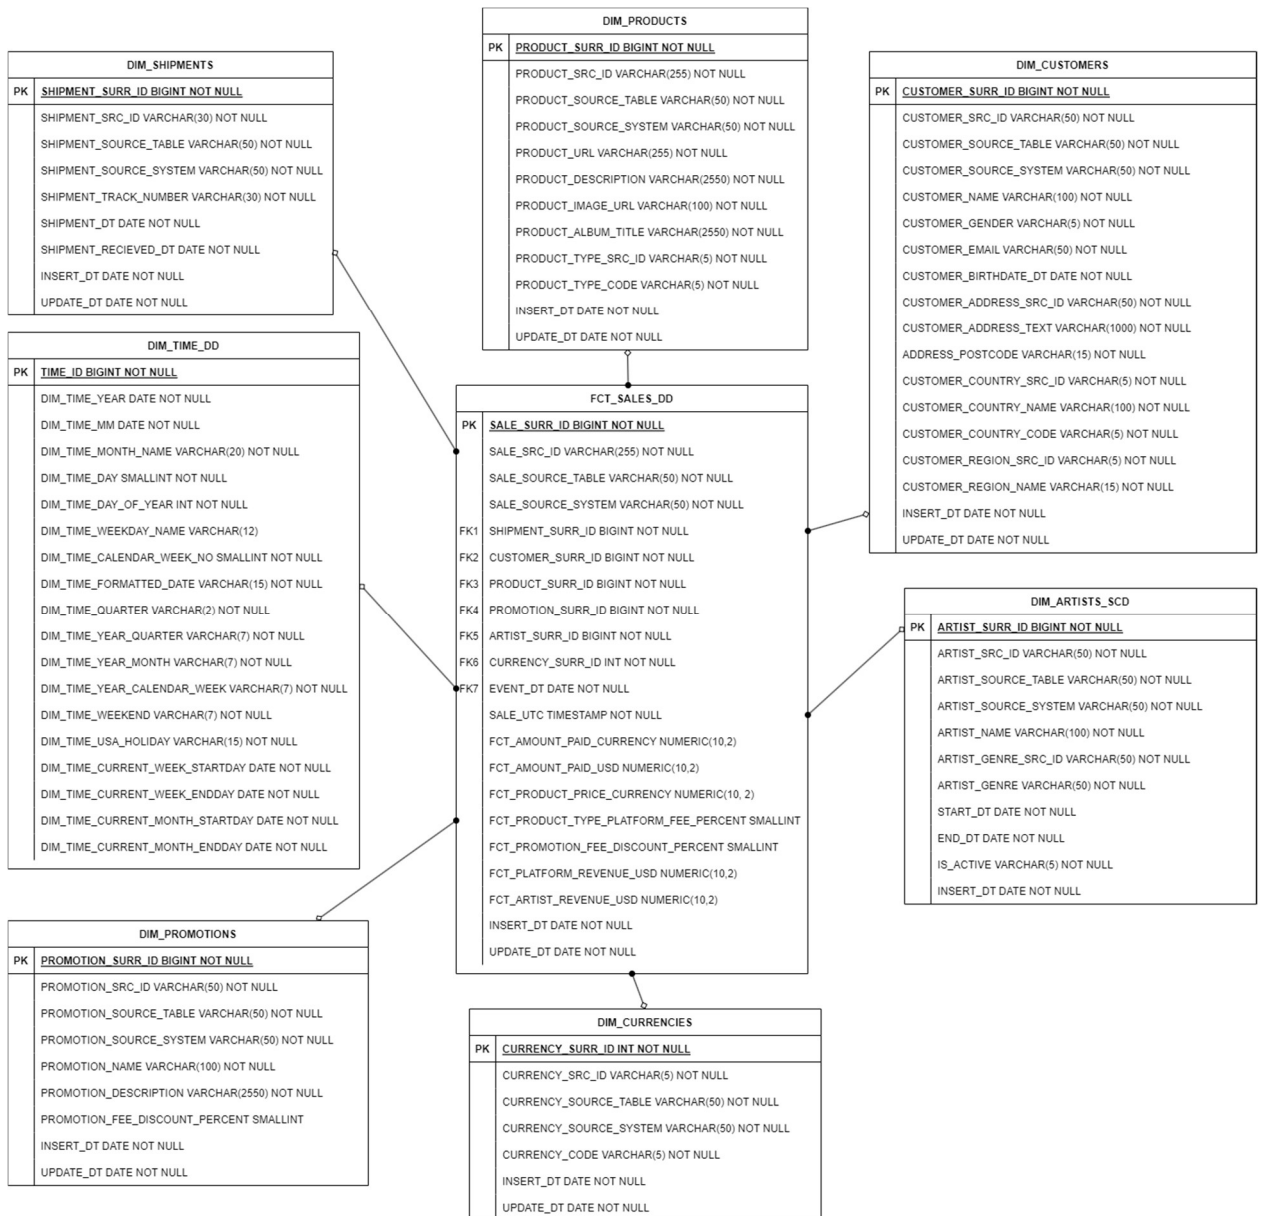 DIM_PRODUCTS
PK PRODUCT_SURR_ID BIGINT NOT NULL
PRODUCT_SRC_ID VARCHAR(255) NOT NULL
PRODUCT_SOURCE_TABLE VARCHAR(50) NOT NULL
PRODUCT_SOURCE_SYSTEM VARCHAR(50) NOT NULL
PRODUCT_URL VARCHAR(255) NOT NULL
PRODUCT_DESCRIPTION VARCHAR(2550) NOT NULL
PRODUCT_IMAGE_URL VARCHAR(100) NOT NULL
PRODUCT_ALBUM_TITLE VARCHAR(2550) NOT NULL
PRODUCT_TYPE_SRC_ID VARCHAR(5) NOT NULL
PRODUCT_TYPE_CODE VARCHAR(5) NOT NULL
INSERT_DT DATE NOT NULL
UPDATE_DT DATE NOT NULL
DIM_SHIPMENTS
PK SHIPMENT_SURR_ID BIGINT NOT NULL
SHIPMENT_SRC_ID VARCHAR(30) NOT NULL
SHIPMENT_SOURCE_TABLE VARCHAR(50) NOT NULL
SHIPMENT_SOURCE_SYSTEM VARCHAR(50) NOT NULL
SHIPMENT_TRACK_NUMBER VARCHAR(30) NOT NULL
SHIPMENT_DT DATE NOT NULL
SHIPMENT_RECIEVED_DT DATE NOT NULL
INSERT_DT DATE NOT NULL
UPDATE_DT DATE NOT NULL
DIM_CUSTOMERS
PK CUSTOMER_SURR_ID BIGINT NOT NULL
CUSTOMER_SRC_ID VARCHAR(50) NOT NULL
CUSTOMER_SOURCE_TABLE VARCHAR(50) NOT NULL
CUSTOMER_SOURCE_SYSTEM VARCHAR(50) NOT NULL
CUSTOMER_NAME VARCHAR(100) NOT NULL
CUSTOMER_GENDER VARCHAR(5) NOT NULL
CUSTOMER_EMAIL VARCHAR(50) NOT NULL
CUSTOMER_BIRTHDATE_DT DATE NOT NULL
CUSTOMER_ADDRESS_SRC_ID VARCHAR(50) NOT NULL
CUSTOMER_ADDRESS_TEXT VARCHAR(1000) NOT NULL
ADDRESS_POSTCODE VARCHAR(15) NOT NULL
CUSTOMER_COUNTRY_SRC_ID VARCHAR(5) NOT NULL
CUSTOMER_COUNTRY_NAME VARCHAR(100) NOT NULL
CUSTOMER_COUNTRY_CODE VARCHAR(5) NOT NULL
CUSTOMER_REGION_SRC_ID VARCHAR(5) NOT NULL
CUSTOMER_REGION_NAME VARCHAR(15) NOT NULL
INSERT_DT DATE NOT NULL
UPDATE_DT DATE NOT NULL
DIM_TIME_DD
PK TIME_ID BIGINT NOT NULL
DIM_TIME_YEAR DATE NOT NULL
DIM_TIME_MM DATE NOT NULL
DIM_TIME_MONTH_NAME VARCHAR(20) NOT NULL
DIM_TIME_DAY SMALLINT NOT NULL
DIM_TIME_DAY_OF_YEAR INT NOT NULL
DIM_TIME_WEEKDAY_NAME VARCHAR(12)
DIM_TIME_CALENDAR_WEEK_NO SMALLINT NOT NULL
DIM_TIME_FORMATTED_DATE VARCHAR(15) NOT NULL
DIM_TIME_QUARTER VARCHAR(2) NOT NULL
DIM_TIME_YEAR_QUARTER VARCHAR(7) NOT NULL
DIM_TIME_YEAR_MONTH VARCHAR(7) NOT NULL
DIM_TIME_YEAR_CALENDAR_WEEK VARCHAR(7) NOT NULL
DIM_TIME_WEEKEND VARCHAR(7) NOT NULL
DIM_TIME_USA_HOLIDAY VARCHAR(15) NOT NULL
DIM_TIME_CURRENT_WEEK_STARTDAY DATE NOT NULL
DIM_TIME_CURRENT_WEEK_ENDDAY DATE NOT NULL
DIM_TIME_CURRENT_MONTH_STARTDAY DATE NOT NULL
DIM_TIME_CURRENT_MONTH_ENDDAY DATE NOT NULL
FCT_SALES_DD
PK SALE_SURR_ID BIGINT NOT NULL
SALE_SRC_ID VARCHAR(255) NOT NULL
SALE_SOURCE_TABLE VARCHAR(50) NOT NULL
SALE_SOURCE_SYSTEM VARCHAR(50) NOT NULL
FK1 SHIPMENT_SURR_ID BIGINT NOT NULL
FK2 CUSTOMER_SURR_ID BIGINT NOT NULL
FK3 PRODUCT_SURR_ID BIGINT NOT NULL
FK4 PROMOTION_SURR_ID BIGINT NOT NULL
FK5 ARTIST_SURR_ID BIGINT NOT NULL
FK6 CURRENCY_SURR_ID INT NOT NULL
FK7 EVENT_DT DATE NOT NULL
SALE_UTC TIMESTAMP NOT NULL
FCT_AMOUNT_PAID_CURRENCY NUMERIC(10,2)
FCT_AMOUNT_PAID_USD NUMERIC(10,2)
FCT_PRODUCT_PRICE_CURRENCY NUMERIC(10, 2)
FCT_PRODUCT_TYPE_PLATFORM_FEE_PERCENT SMALLINT
FCT_PROMOTION_FEE_DISCOUNT_PERCENT SMALLINT
FCT_PLATFORM_REVENUE_USD NUMERIC(10,2)
FCT_ARTIST_REVENUE_USD NUMERIC(10,2)
INSERT_DT DATE NOT NULL
UPDATE_DT DATE NOT NULL
DIM_ARTISTS_SCD
PK ARTIST_SURR_ID BIGINT NOT NULL
ARTIST_SRC_ID VARCHAR(50) NOT NULL
ARTIST_SOURCE_TABLE VARCHAR(50) NOT NULL
ARTIST_SOURCE_SYSTEM VARCHAR(50) NOT NULL
ARTIST_NAME VARCHAR(100) NOT NULL
ARTIST_GENRE_SRC_ID VARCHAR(50) NOT NULL
ARTIST_GENRE VARCHAR(50) NOT NULL
START_DT DATE NOT NULL
END_DT DATE NOT NULL
IS_ACTIVE VARCHAR(5) NOT NULL
INSERT_DT DATE NOT NULL
DIM_PROMOTIONS
PK PROMOTION_SURR_ID BIGINT NOT NULL
PROMOTION_SRC_ID VARCHAR(50) NOT NULL
PROMOTION_SOURCE_TABLE VARCHAR(50) NOT NULL
PROMOTION_SOURCE_SYSTEM VARCHAR(50) NOT NULL
PROMOTION_NAME VARCHAR(100) NOT NULL
PROMOTION_DESCRIPTION VARCHAR(2550) NOT NULL
PROMOTION_FEE_DISCOUNT_PERCENT SMALLINT
INSERT_DT DATE NOT NULL
UPDATE_DT DATE NOT NULL
DIM_CURRENCIES
PK CURRENCY_SURR_ID INT NOT NULL
CURRENCY_SRC_ID VARCHAR(5) NOT NULL
CURRENCY_SOURCE_TABLE VARCHAR(50) NOT NULL
CURRENCY_SOURCE_SYSTEM VARCHAR(50) NOT NULL
CURRENCY_CODE VARCHAR(5) NOT NULL
INSERT_DT DATE NOT NULL
UPDATE_DT DATE NOT NULL